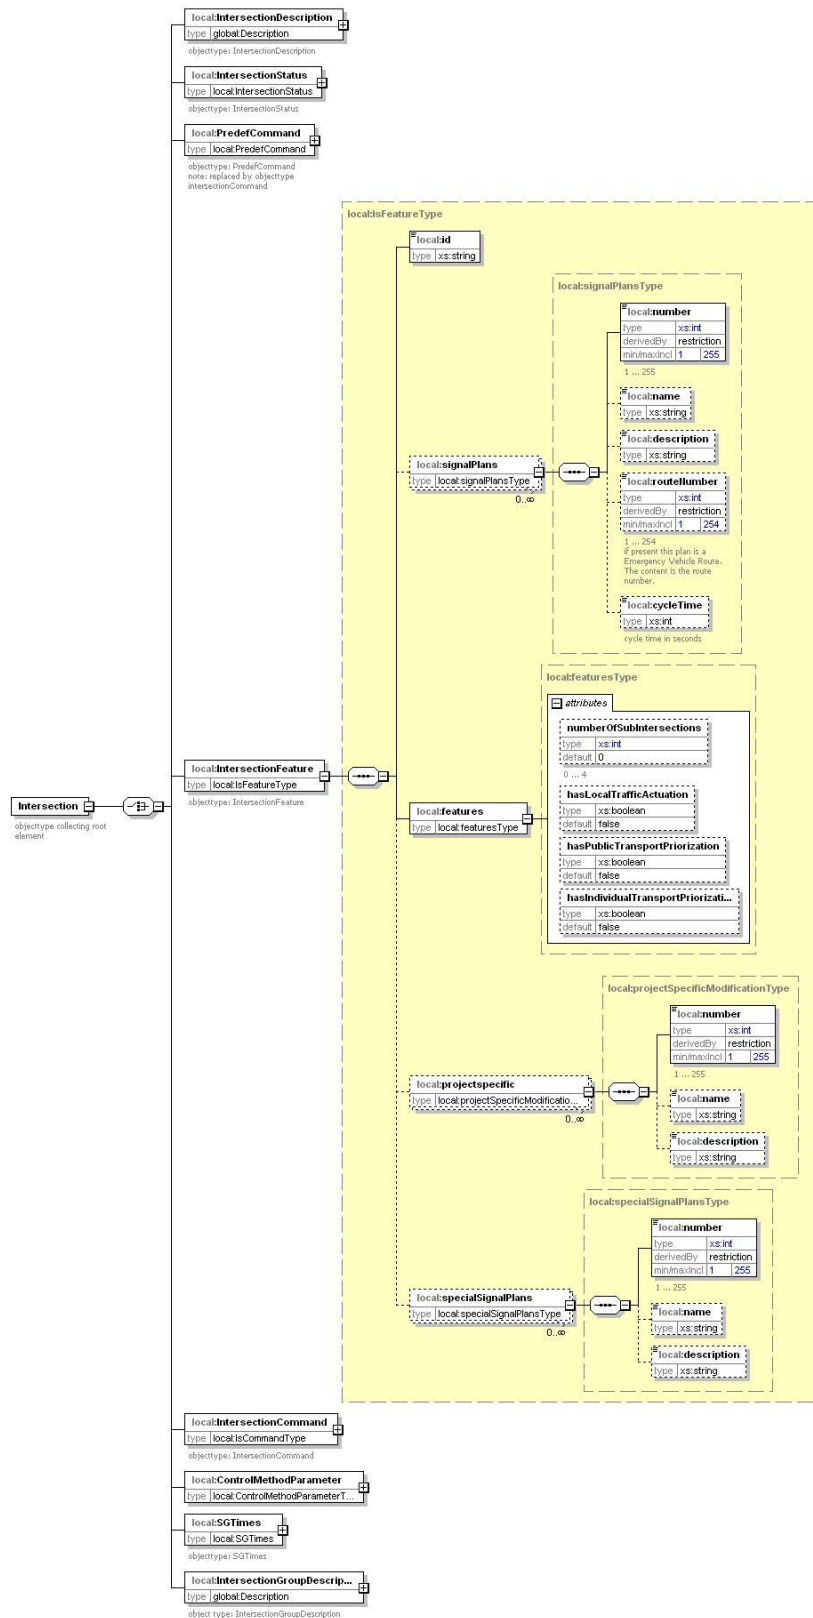 local:IntersectionDescription
type global:Description
objecttype: IntersectionDescription
local:IntersectionStatus
type local:IntersectionStatus
objecttype: IntersectionStatus
local:PredefCommand
type local:PredefCommand
objecttype: PredefCommand
note: replaced by objecttype
intersectionCommand
local:IsFeatureType
local:id
type xs:string
local:signalPlansType
local:number
type xs:int
derivedBy restriction
min/maxIncl 1 255
1 ... 255
local:name
type xs:string
local:description
type xs:string
local:signalPlans
type local:signalPlansType
0..∞
local:routeNumber
type xs:int
derivedBy restriction
min/maxIncl 1 254
1 ... 254
if present this plan is a
Emergency Vehicle Route.
The content is the route
number.
local:cycleTime
type xs:int
cycle time in seconds
local:featuresType
attributes
numberOfSubIntersections
type xs:int
default 0
0 ... 4
local:IntersectionFeature
type local:IsFeatureType
objecttype: IntersectionFeature
Intersection
objecttype collecting root
element
local:features
type local:featuresType
hasLocalTrafficActuation
type xs:boolean
default false
hasPublicTransportPriorization
type xs:boolean
default false
hasIndividualTransportPriorizati...
type xs:boolean
default false
local:projectSpecificModificationType
local:number
type xs:int
derivedBy restriction
min/maxIncl 1 255
1 ... 255
local:projectspecific
type local:projectSpecificModificatio...
0..∞
local:name
type xs:string
local:description
type xs:string
local:specialSignalPlansType
local:number
type xs:int
derivedBy restriction
min/maxIncl 1 255
1 ... 255
local:specialSignalPlans
type local:specialSignalPlansType
0..∞
local:name
type xs:string
local:description
type xs:string
local:IntersectionCommand
type local:IsCommandType
objecttype: IntersectionCommand
local:ControlMethodParameter
type local:ControlMethodParameterT...
local:SGTimes
type local:SGTimes
objecttype: SGTimes
local:IntersectionGroupDescrip...
type global:Description
object type: IntersectionGroupDescription